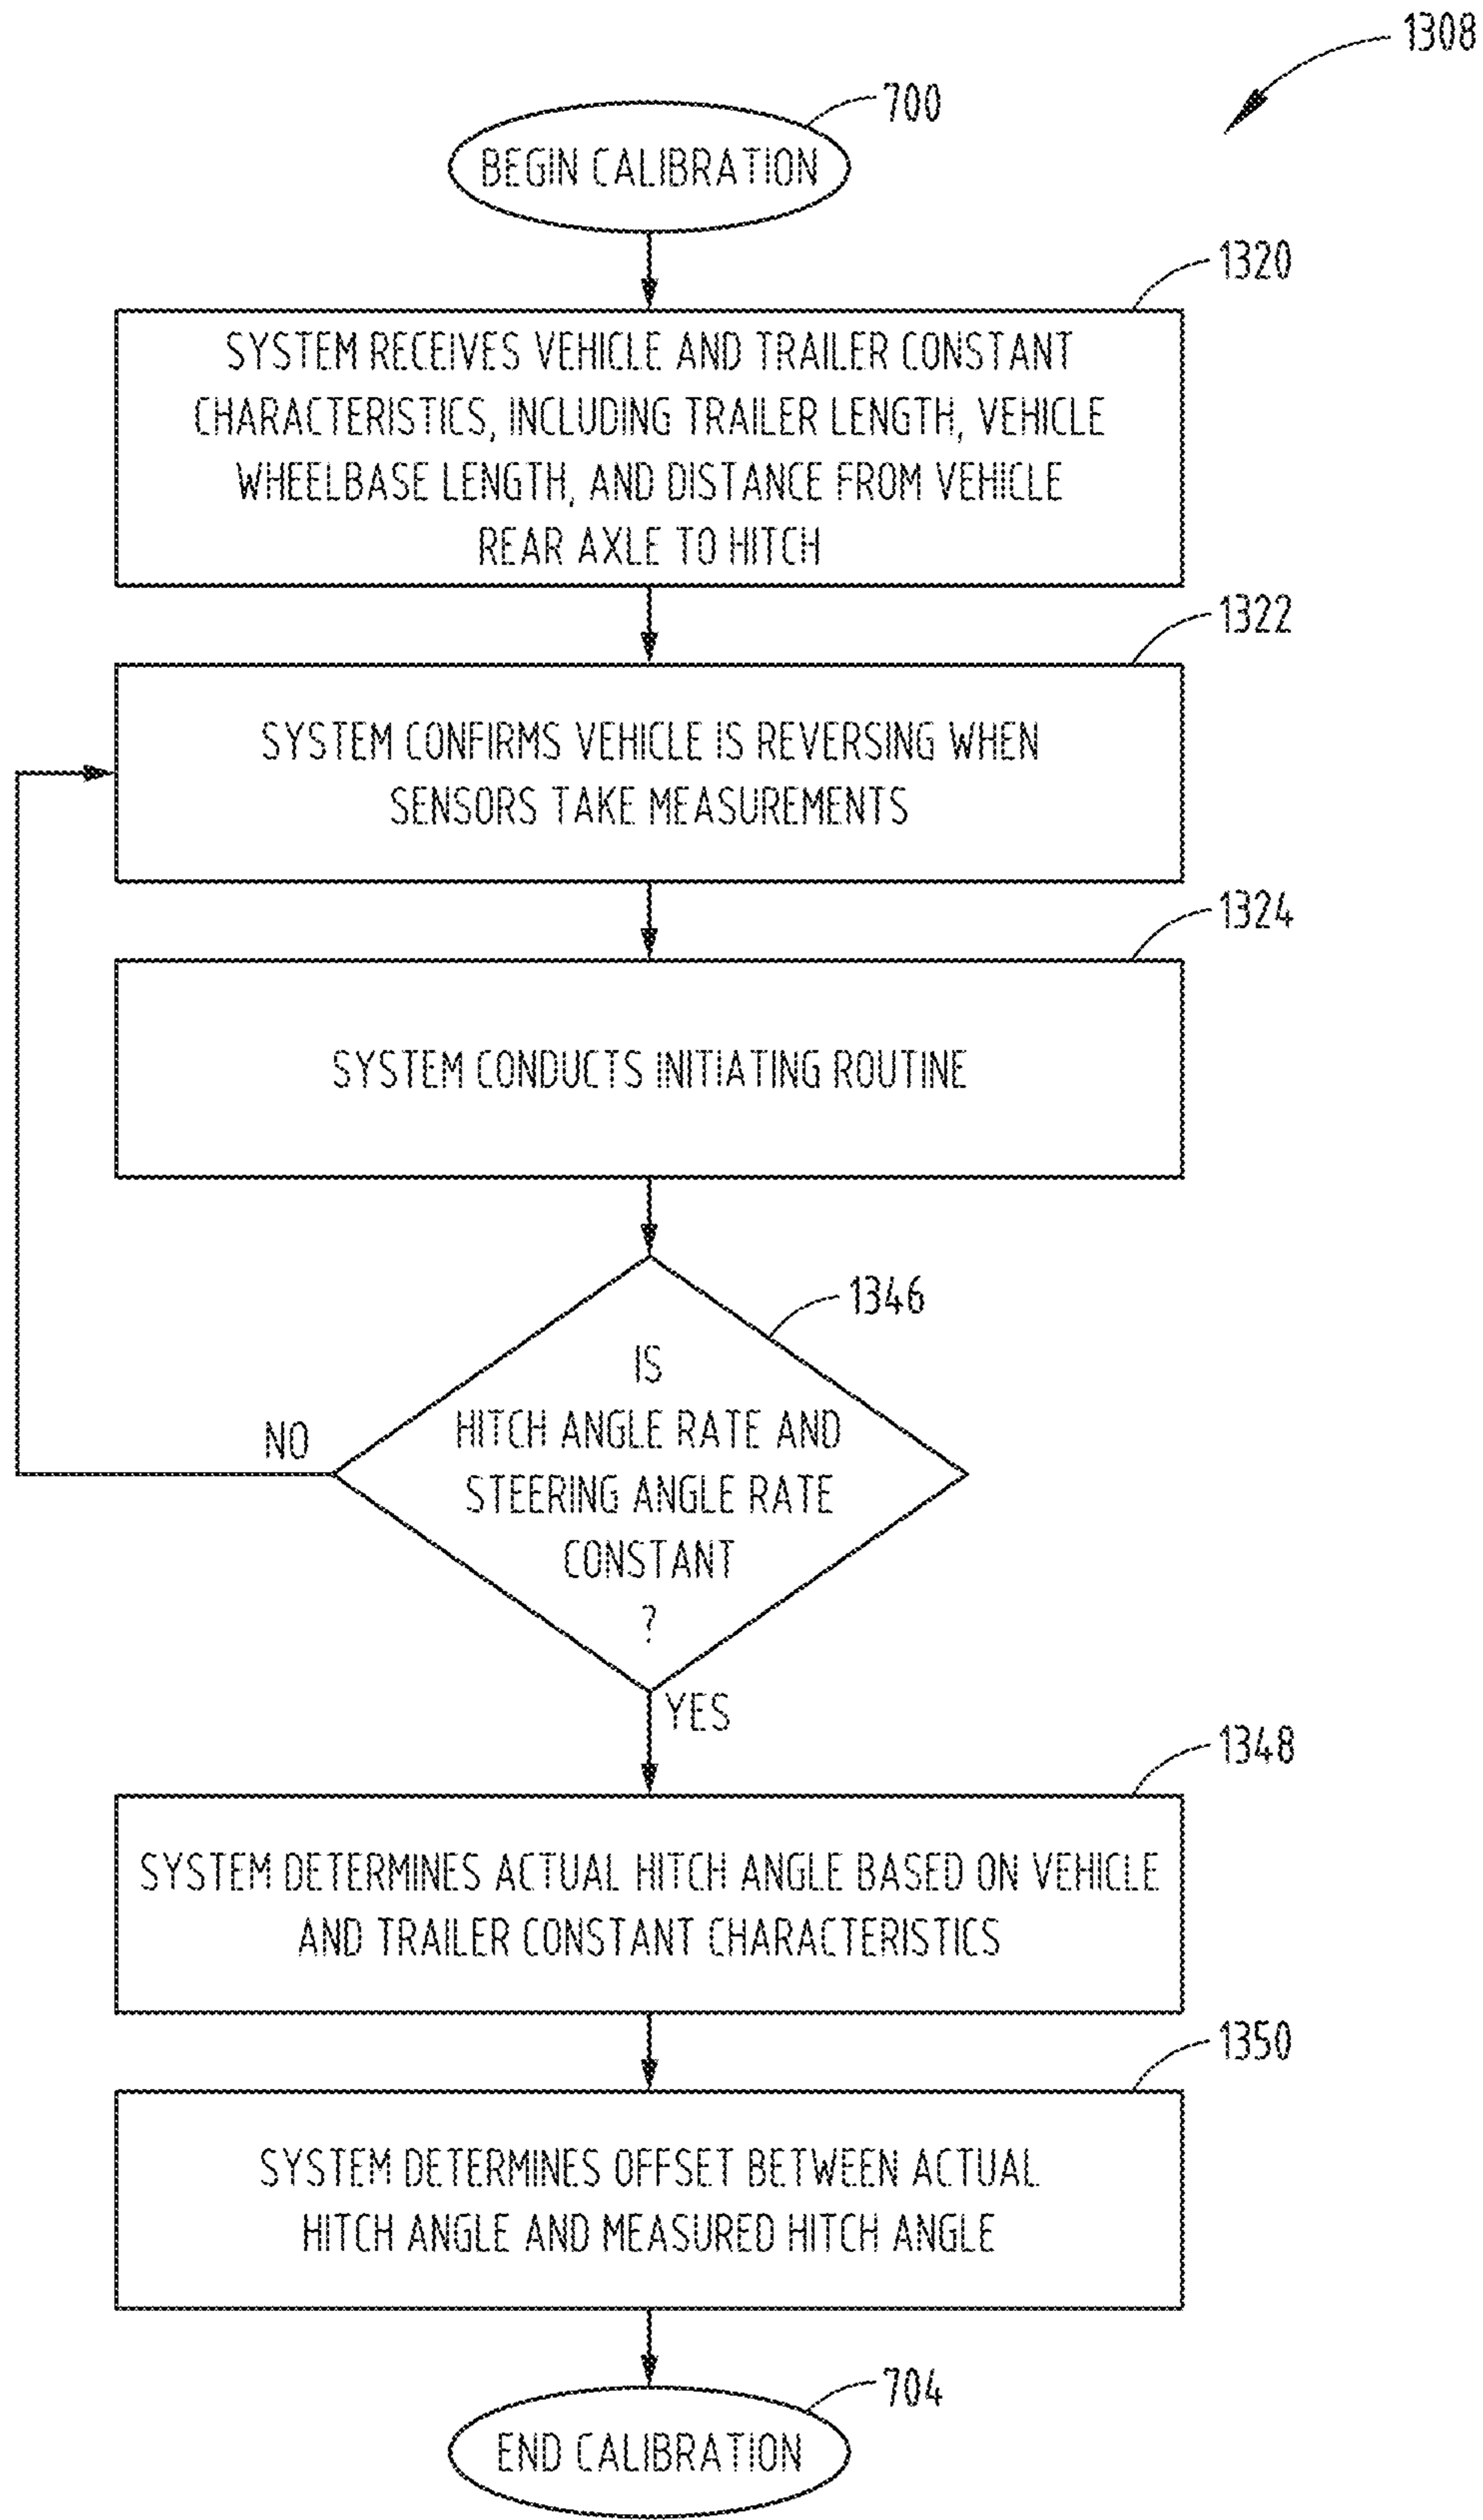 1308
700
BEGIN CALIBRATION
1320
SYSTEM RECEIVES VEHICLE AND TRAILER CONSTANT
CHARACTERISTICS, INCLUDING TRAILER LENGTH, VEHICLE
WHEELBASE LENGTH, AND DISTANCE FROM VEHICLE
REAR AXLE TO HITCH
1322
SYSTEM CONFIRMS VEHICLE IS REVERSING WHEN
SENSORS TAKE MEASUREMENTS
1324
SYSTEM CONDUCTS INITIATING ROUTINE
1346
IS
HITCH ANGLE RATE AND
STEERING ANGLE RATE
CONSTANT
?
NO
YES
1348
SYSTEM DETERMINES ACTUAL HITCH ANGLE BASED ON VEHICLE
AND TRAILER CONSTANT CHARACTERISTICS
1350
SYSTEM DETERMINES OFFSET BETWEEN ACTUAL
HITCH ANGLE AND MEASURED HITCH ANGLE
704
END CALIBRATION